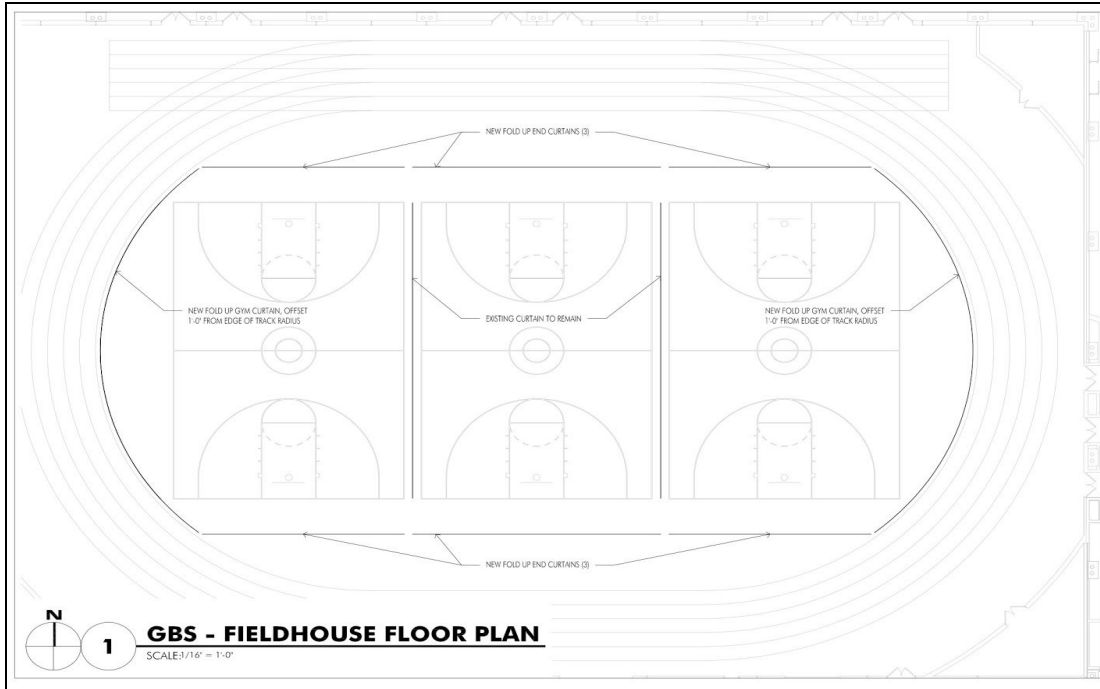 NEW FOLD UP END CURTAINS (3)
NEW FOLD UP GYM CURTAIN, OFFSET
1'-0" FROM EDGE OF TRACK RADIUS
EXISTING CURTAIN TO REMAIN
NEW FOLD UP GYM CURTAIN, OFFSET
1'-0" FROM EDGE OF TRACK RADIUS
NEW FOLD UP END CURTAINS (3)
N
1
GBS - FIELDHOUSE FLOOR PLAN
SCALE:1/16" = 1'-0"